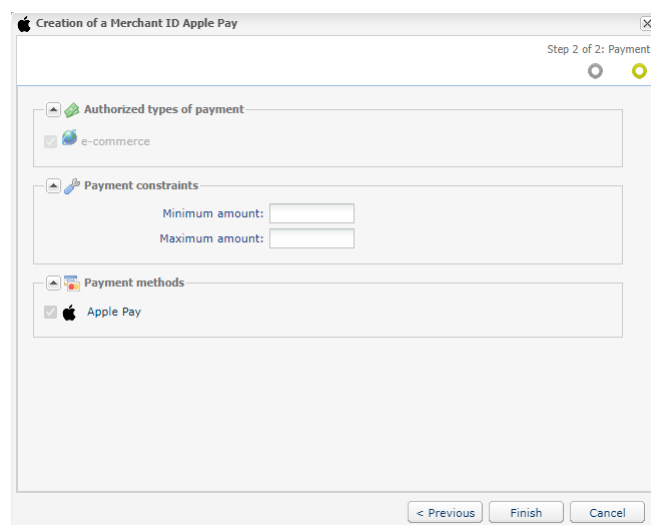 Creation of a Merchant ID Apple Pay
Step 2 of 2: Payment
Authorized types of payment
e-commerce
Payment constraints
Minimum amount:
Maximum amount:
Payment methods
Apple Pay
< Previous Finish Cancel